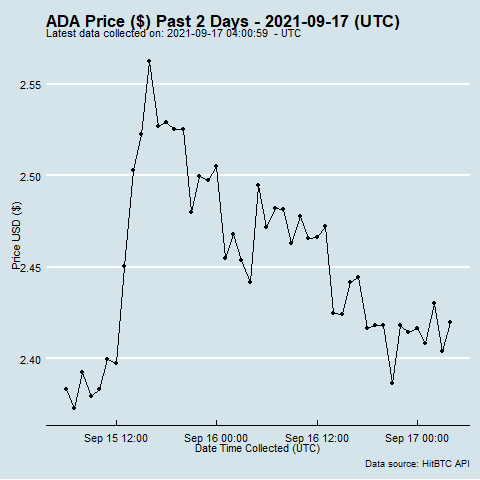 ADA Price ($) Past 2 Days - 2021-09-17 (UTC)
Latest data collected on: 2021-09-17 04:00:59  - UTC
2.55
2.50
2.45
2.40
Price USD ($)
Sep 15 12:00
Sep 16 00:00
Sep 16 12:00
Sep 17 00:00
Date Time Collected (UTC)
Data source: HitBTC API